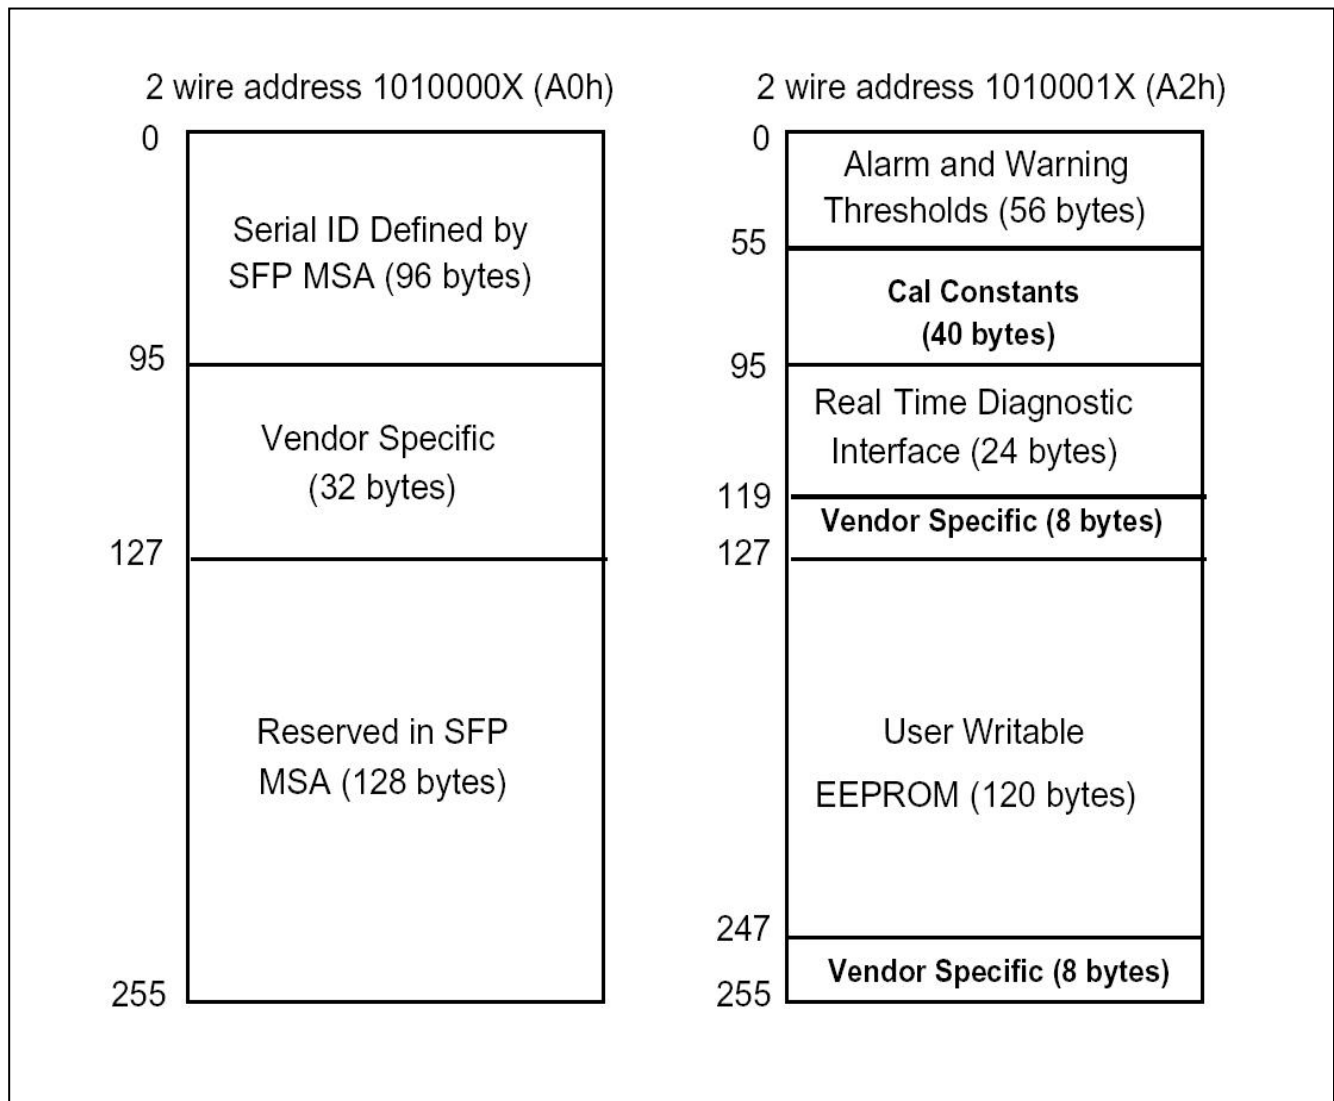 2 wire address 1010000X (A0h)
0
Serial ID Defined by
SFP MSA (96 bytes)
95
Vendor Specific
(32 bytes)
127
Reserved in SFP
MSA (128 bytes)
255
2 wire address 1010001X (A2h)
0
Alarm and Warning
Thresholds (56 bytes)
55
Cal Constants
(40 bytes)
95
Real Time Diagnostic
Interface (24 bytes)
119
Vendor Specific (8 bytes)
127
User Writable
EEPROM (120 bytes)
247
Vendor Specific (8 bytes)
255